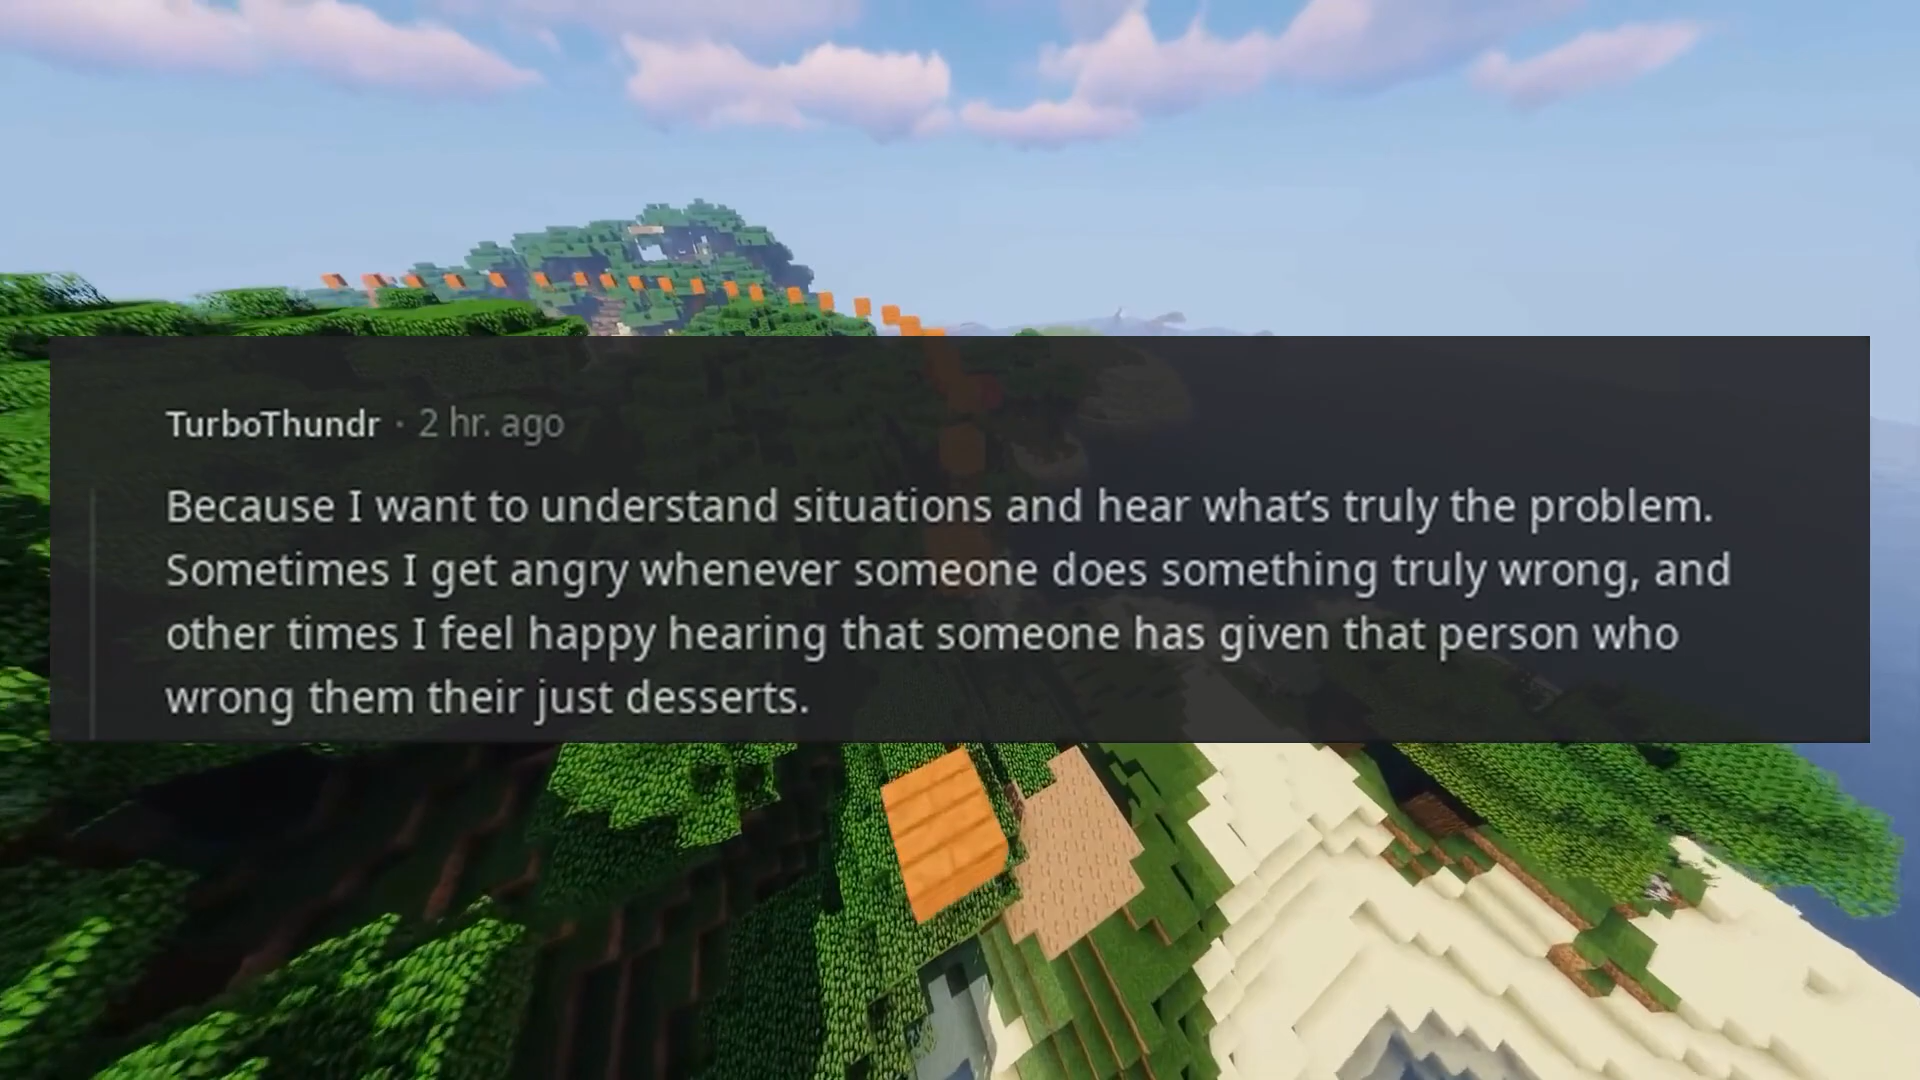 TurboThundr · 2 hr. ago
Because I want to understand situations and hear what’s truly the problem.
Sometimes I get angry whenever someone does something truly wrong, and
other times I feel happy hearing that someone has given that person who
wrong them their just desserts.